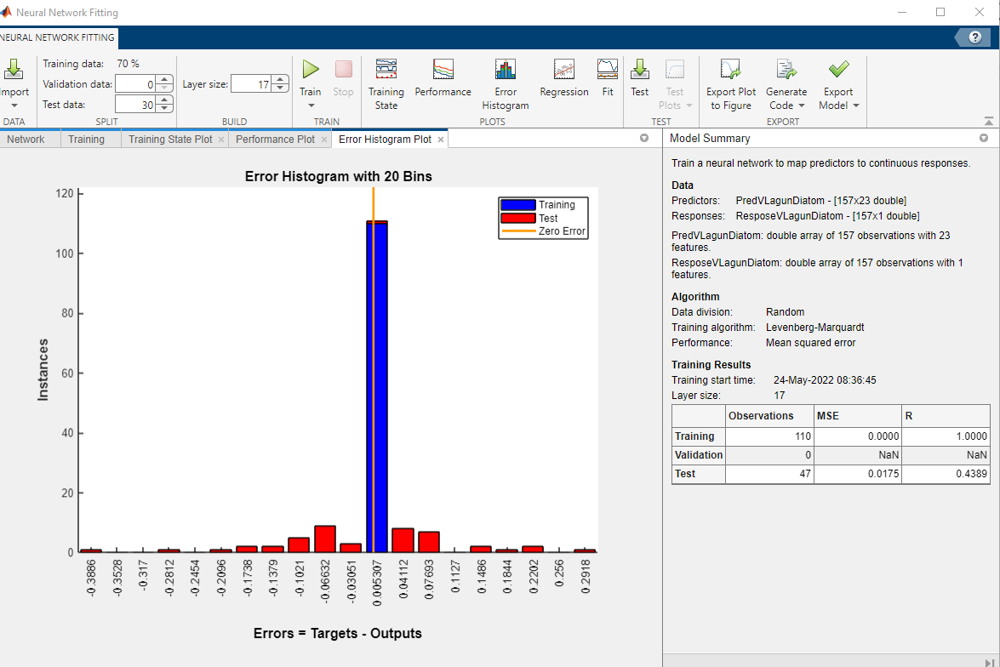 Neural Network Fitting
NEURAL NETWORK FITTING
?
Import
Training data: 70 %
Validation data: 0
Test data: 30
Layer size: 17
Train
Stop
Training State
Performance
Error Histogram
Regression
Fit
Test
Test Plots
Export Plot to Figure
Generate Code
Export Model
DATA
SPLIT
BUILD
TRAIN
PLOTS
TEST
EXPORT
Network
Training
Training State Plot
Performance Plot
Error Histogram Plot
Error Histogram with 20 Bins
Training
Test
Zero Error
120
100
80
60
40
20
0
Instances
-0.3886
-0.3528
-0.317
-0.2812
-0.2454
-0.2096
-0.1738
-0.1379
-0.1021
-0.06632
-0.03051
0.005307
0.04112
0.07693
0.1127
0.1486
0.1844
0.2202
0.256
0.2918
Errors = Targets - Outputs
Model Summary
Train a neural network to map predictors to continuous responses.
Data
Predictors: PredVLagunDiatom - [157x23 double]
Responses: ResposeVLagunDiatom - [157x1 double]
PredVLagunDiatom: double array of 157 observations with 23
features.
ResposeVLagunDiatom: double array of 157 observations with 1
features.
Algorithm
Data division: Random
Training algorithm: Levenberg-Marquardt
Performance: Mean squared error
Training Results
Training start time: 24-May-2022 08:36:45
Layer size: 17
Observations MSE R
Training 110 0.0000 1.0000
Validation 0 NaN NaN
Test 47 0.0175 0.4389